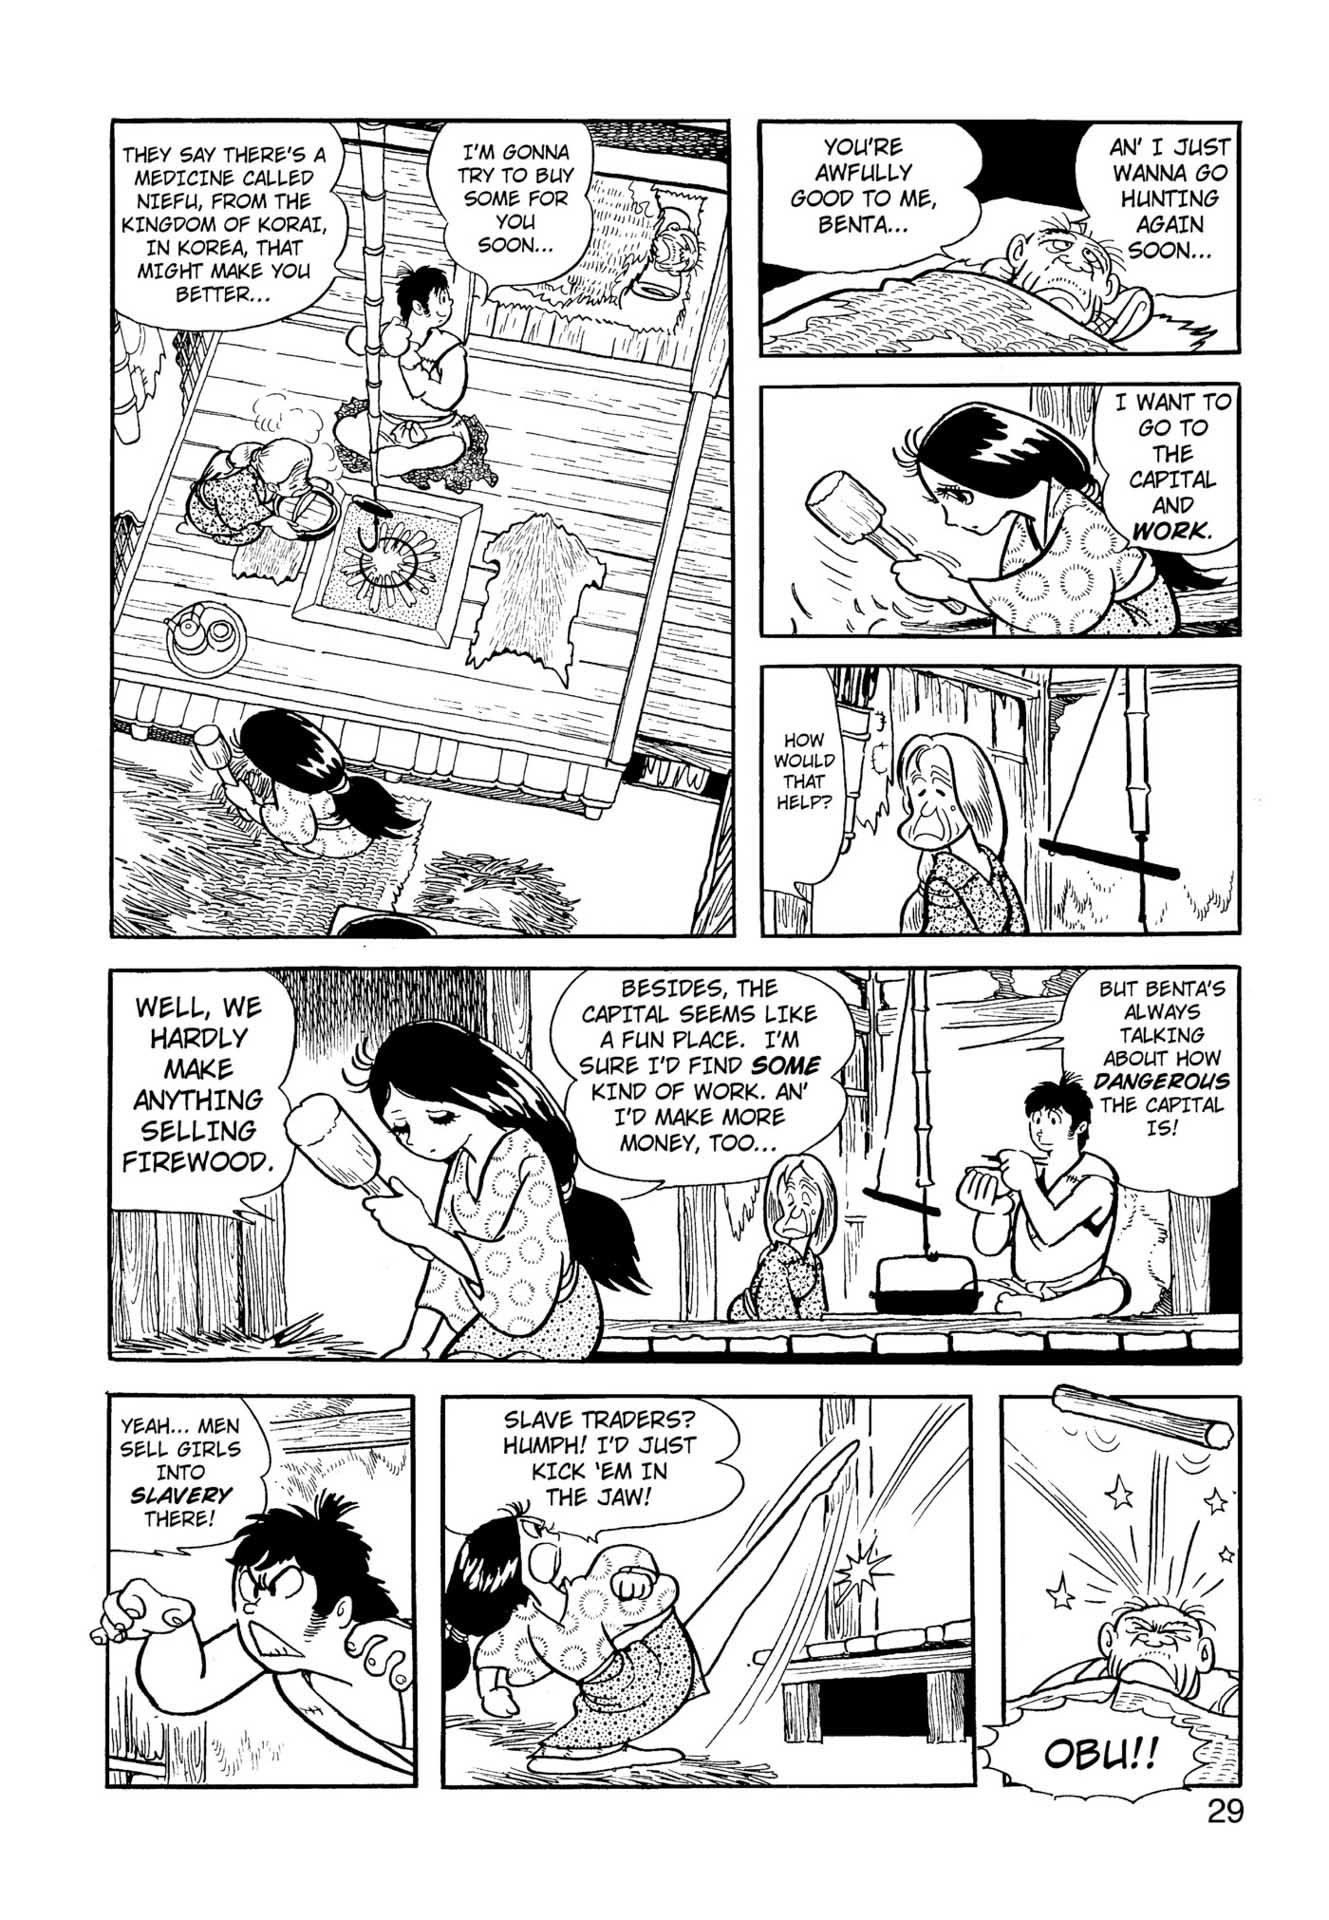 THEY SAY THERE'S A
MEDICINE CALLED
NIEFU, FROM THE
KINGDOM OF KORAI,
IN KOREA, THAT
MIGHT MAKE YOU
BETTER...
I'M GONNA
TRY TO BUY
SOME FOR
YOU
SOON...
YOU'RE
AWFULLY
GOOD TO ME,
BENTA...
AN' I JUST
WANNA GO
HUNTING
AGAIN
SOON...
I WANT TO
GO TO
THE
CAPITAL
AND
WORK.
HOW
WOULD
THAT
HELP?
WELL, WE
HARDLY
MAKE
ANYTHING
SELLING
FIREWOOD.
BESIDES, THE
CAPITAL SEEMS LIKE
A FUN PLACE. I'M
SURE I'D FIND SOME
KIND OF WORK. AN'
I'D MAKE MORE
MONEY, TOO...
BUT BENTA'S
ALWAYS
TALKING
ABOUT HOW
DANGEROUS
THE CAPITAL
IS!
YEAH... MEN
SELL GIRLS
INTO
SLAVERY
THERE!
SLAVE TRADERS?
HUMPH! I'D JUST
KICK 'EM IN
THE JAW!
OBU!!
29